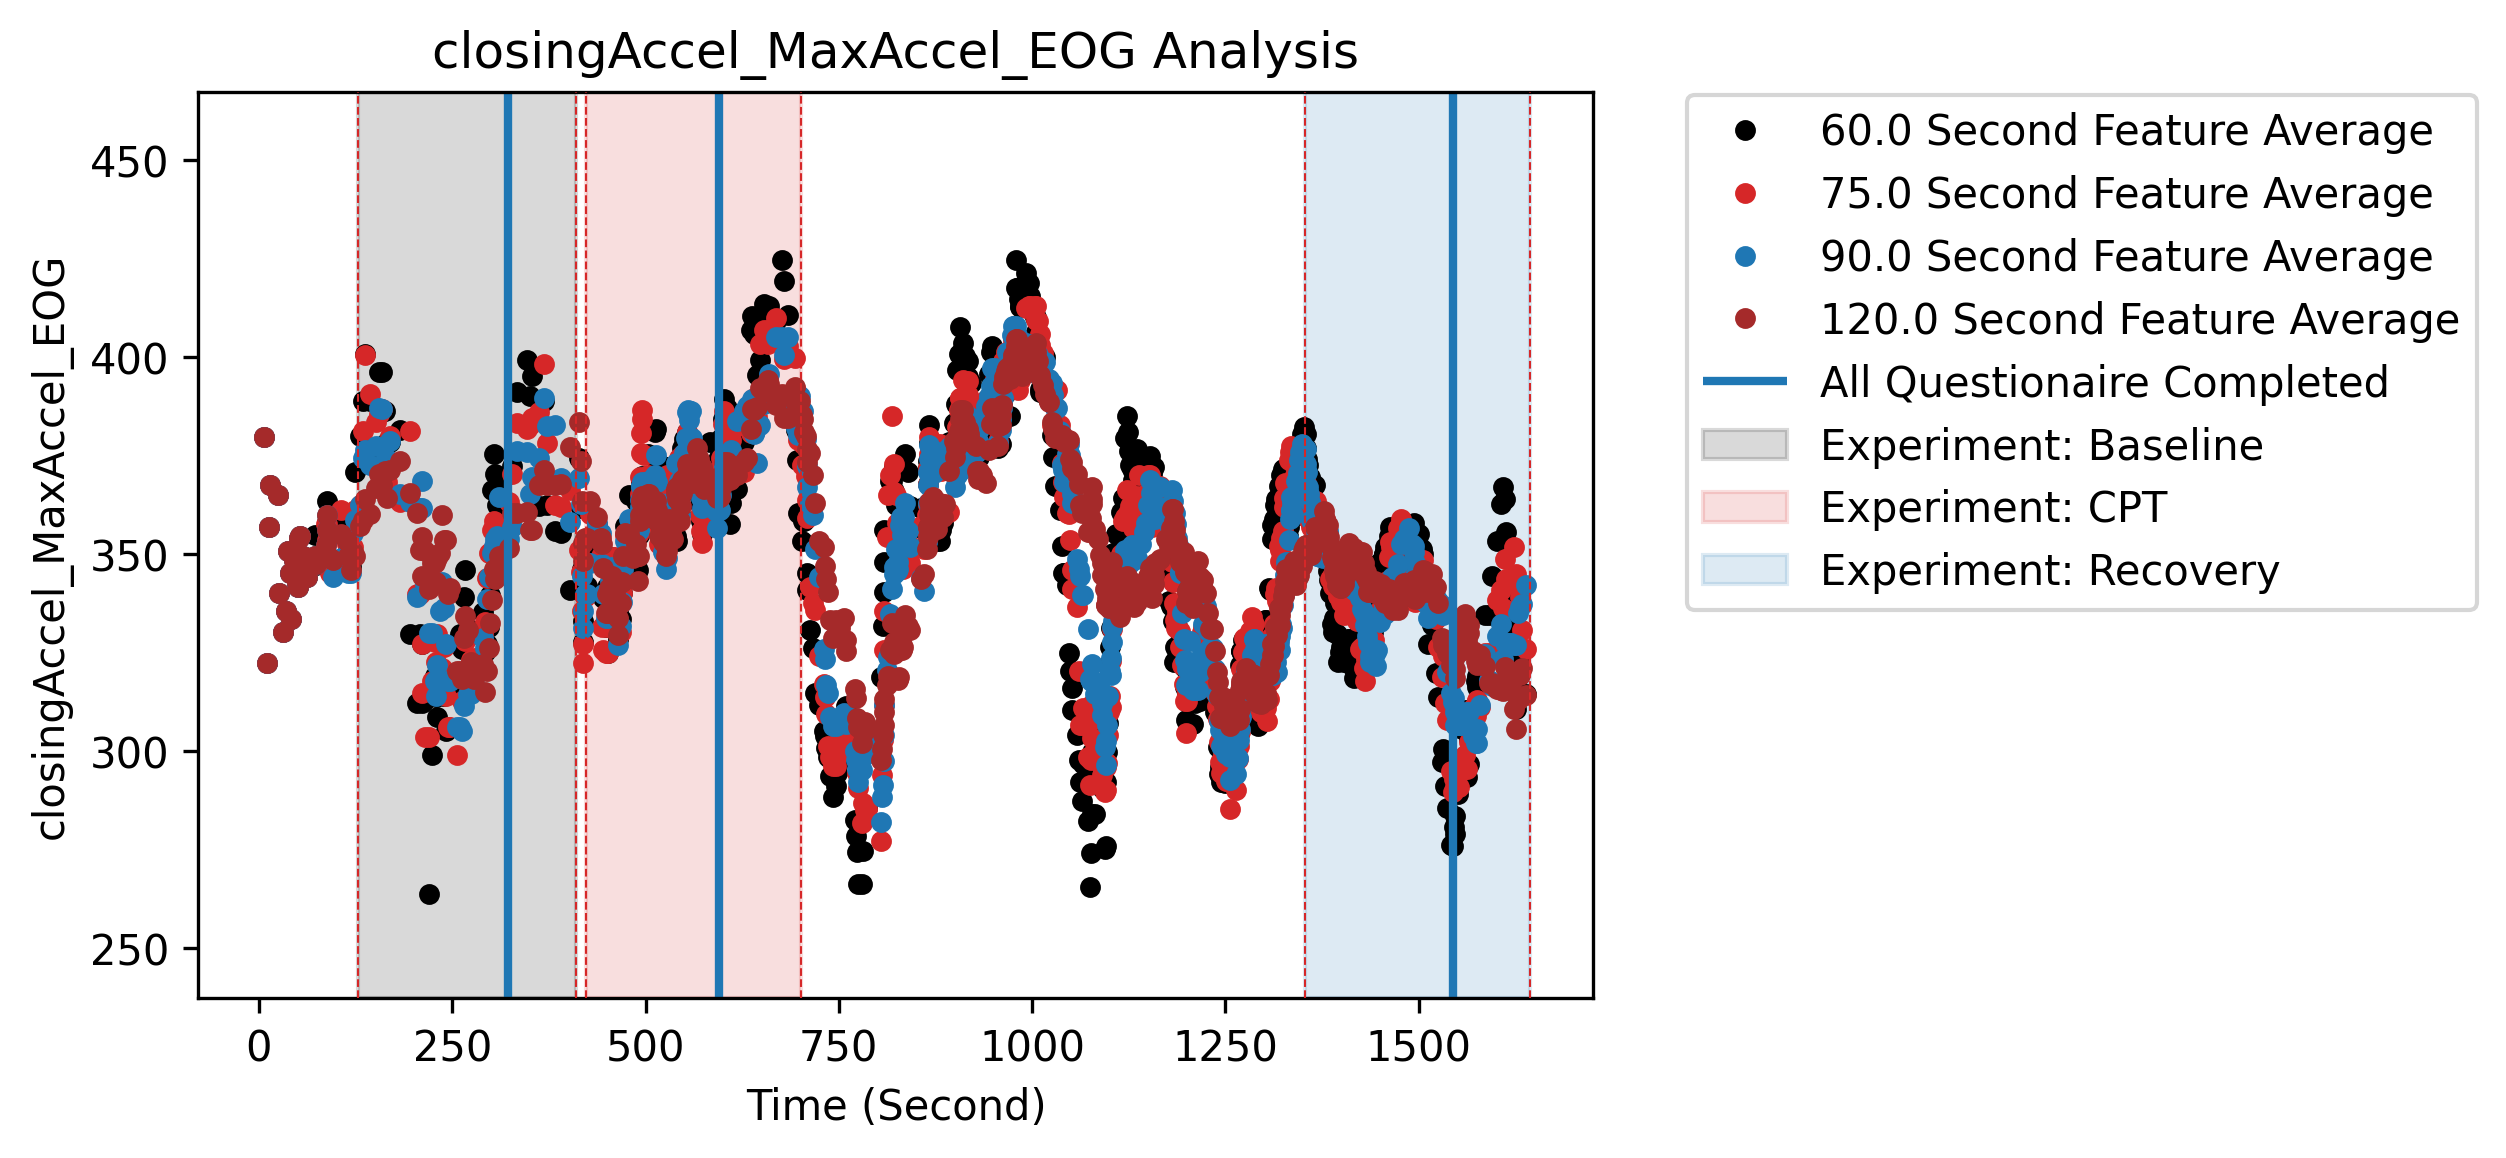 closingAccel_MaxAccel_EOG Analysis
closingAccel_MaxAccel_EOG
450
400
350
300
250
0 250 500 750 1000 1250 1500
Time (Second)
60.0 Second Feature Average
75.0 Second Feature Average
90.0 Second Feature Average
120.0 Second Feature Average
All Questionaire Completed
Experiment: Baseline
Experiment: CPT
Experiment: Recovery